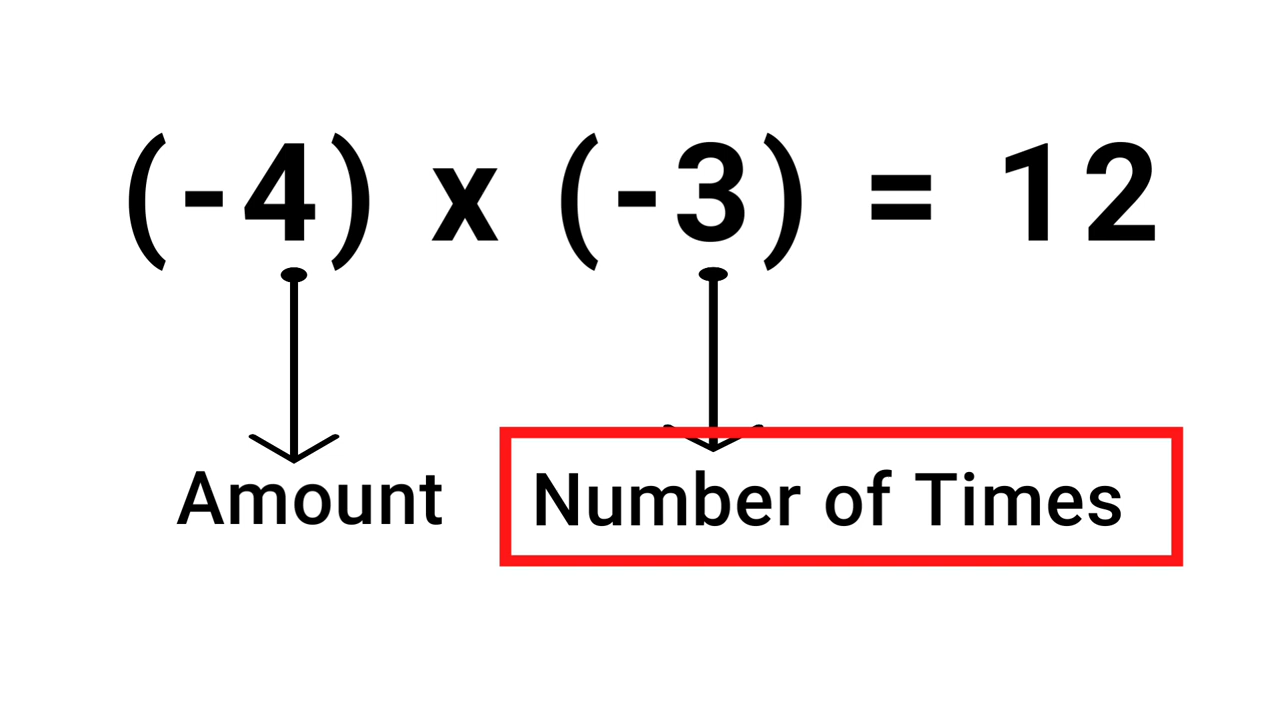 (-4) x (-3) = 12
Amount Number of Times